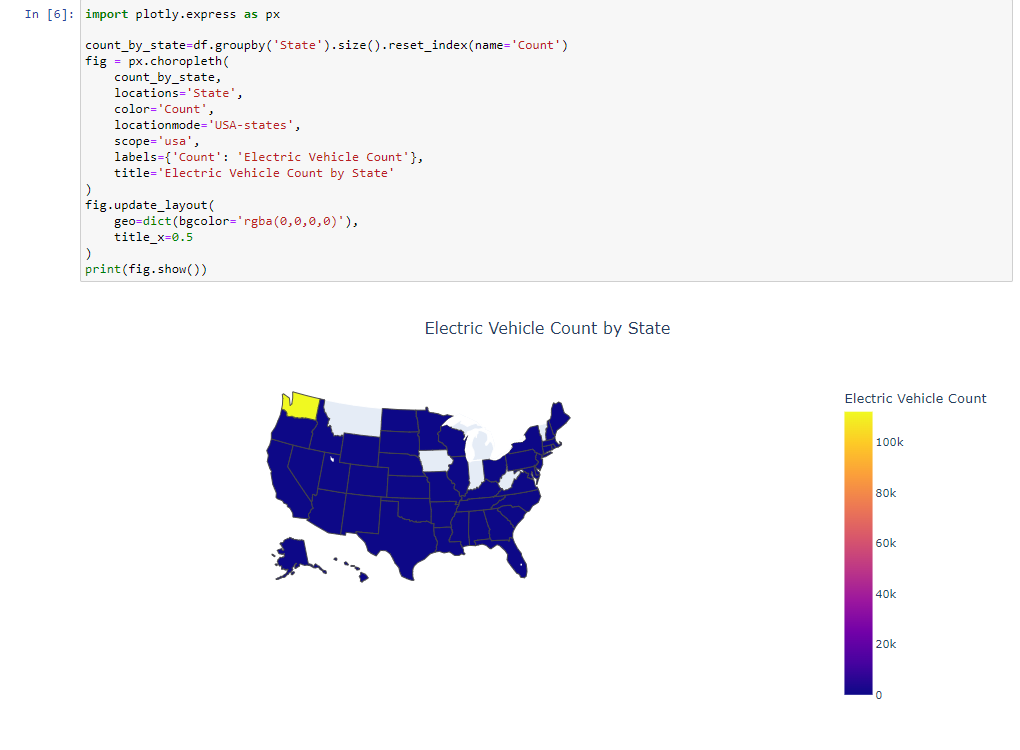 In [6]: import plotly.express as px
count_by_state=df.groupby('State').size().reset_index(name='Count')
fig = px.choropleth(
    count_by_state,
    locations='State',
    color='Count',
    locationmode='USA-states',
    scope='usa',
    labels={'Count': 'Electric Vehicle Count'},
    title='Electric Vehicle Count by State'
)
fig.update_layout(
    geo=dict(bgcolor='rgba(0,0,0,0)'),
    title_x=0.5
)
print(fig.show())
Electric Vehicle Count by State
Electric Vehicle Count
100k
80k
60k
40k
20k
0